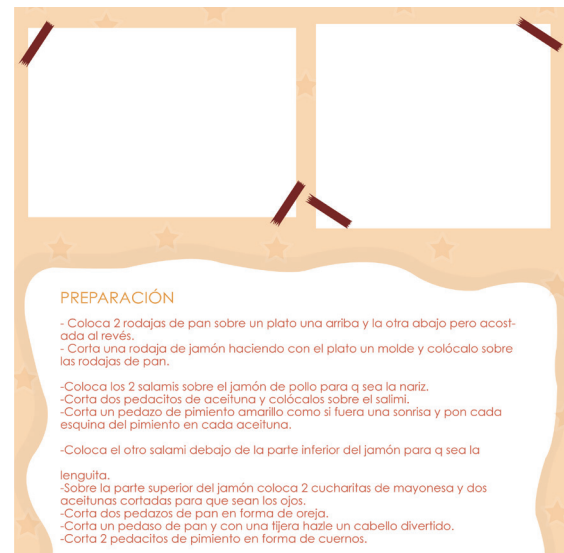 PREPARACIÓN
- Coloca 2 rodajas de pan sobre un plato una arriba y la otra abajo pero acost-
ada al revés.
- Corta una rodaja de jamón haciendo con el plato un molde y colócalo sobre
las rodajas de pan.
-Coloca los 2 salamis sobre el jamón de pollo para q sea la nariz.
-Corta dos pedacitos de aceituna y colócalos sobre el salimi.
-Corta un pedazo de pimiento amarillo como si fuera una sonrisa y pon cada
esquina del pimiento en cada aceituna.
-Coloca el otro salami debajo de la parte inferior del jamón para q sea la
lenguita.
-Sobre la parte superior del jamón coloca 2 cucharitas de mayonesa y dos
aceitunas cortadas para que sean los ojos.
-Corta dos pedazos de pan en forma de oreja.
-Corta un pedaso de pan y con una tijera hazle un cabello divertido.
-Corta 2 pedacitos de pimiento en forma de cuernos.